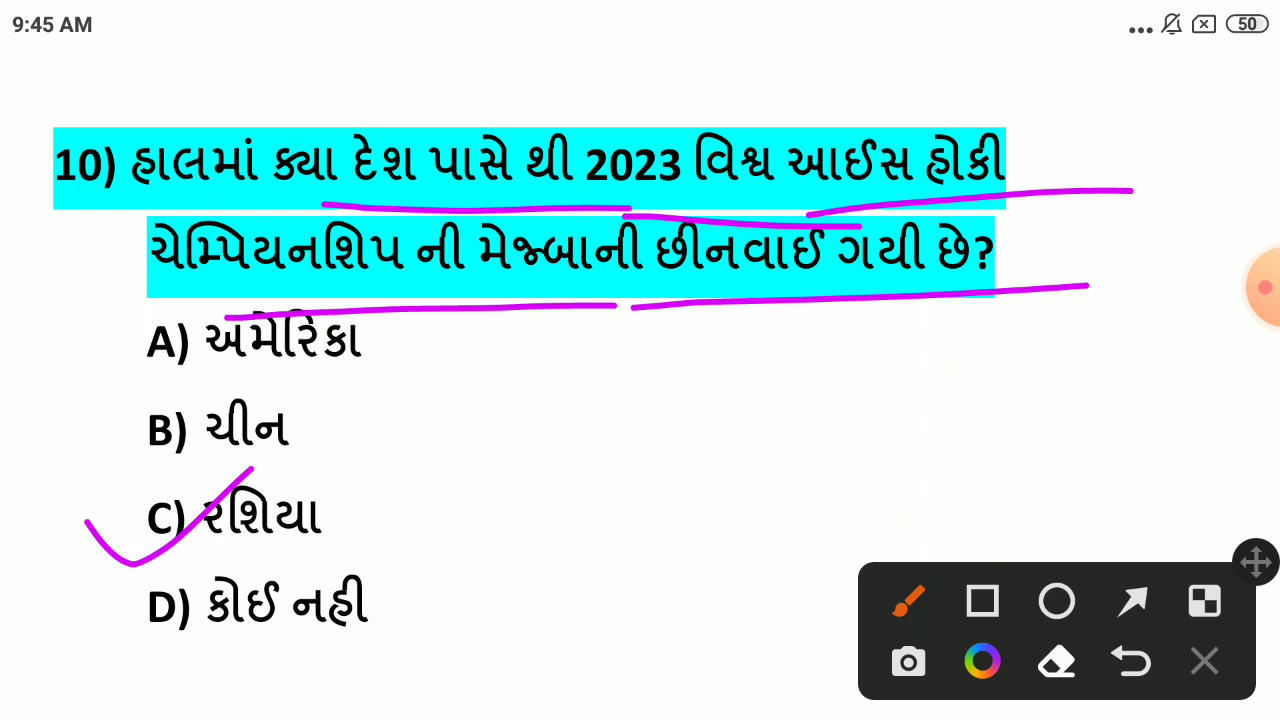 9:45 AM
50
10) હાલમાં ક્યા દેશ પાસે થી 2023 વિશ્વ આઈસ હોકી
ચેમ્પિયનશિપ ની મેજબાની છીનવાઈ ગયી છે?
A) અમેરિકા
B) ચીન
C) રશિયા
D) કોઈ નહી